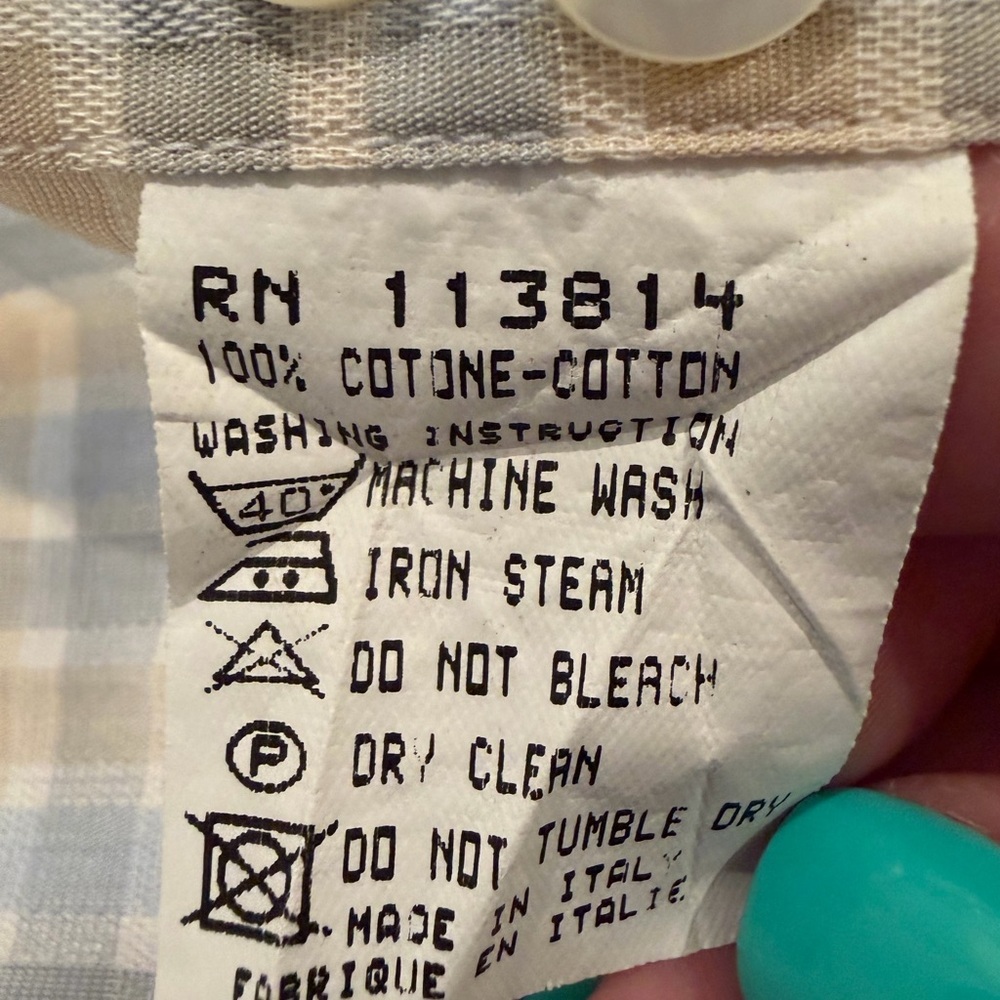 RN 113814
100% COTONE-COTTON
WASHING INSTRUCTION
40° MACHINE WASH
IRON STEAM
DO NOT BLEACH
P DRY CLEAN
DO NOT TUMBLE DRY
MADE IN ITALY
FABRIQUE EN ITALIE